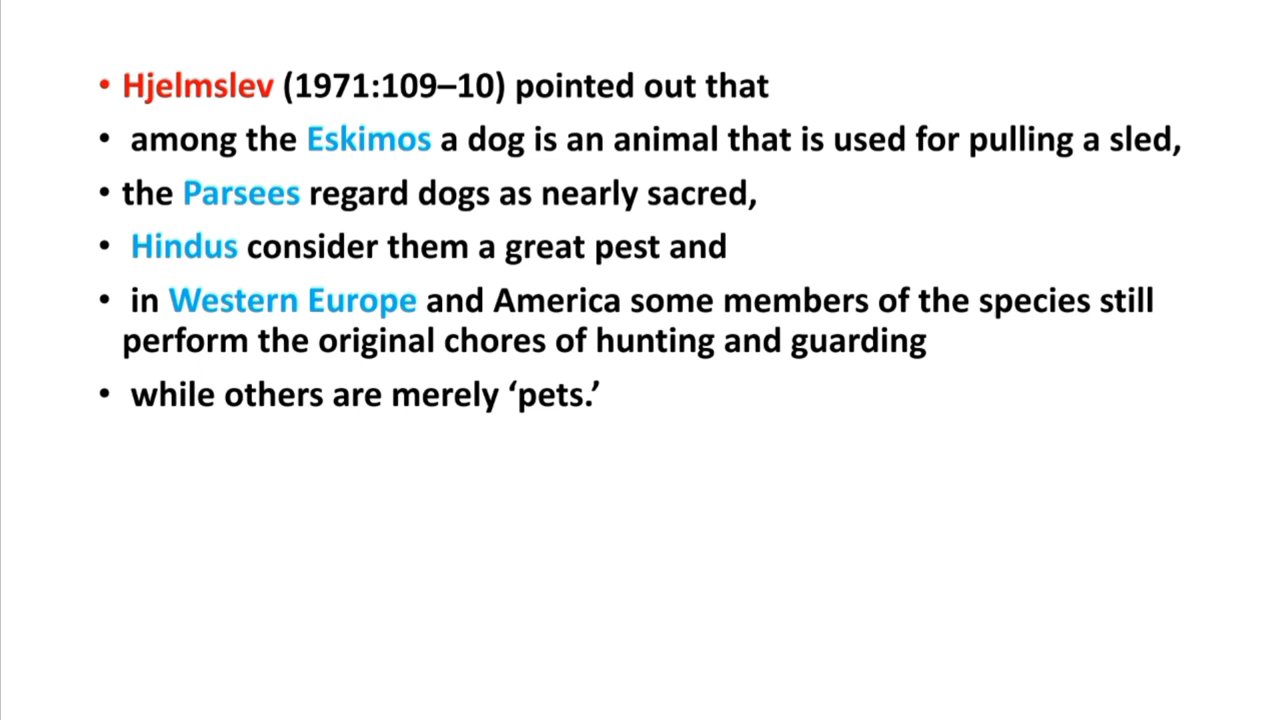 • Hjelmslev (1971:109–10) pointed out that
• among the Eskimos a dog is an animal that is used for pulling a sled,
• the Parsees regard dogs as nearly sacred,
• Hindus consider them a great pest and
• in Western Europe and America some members of the species still
perform the original chores of hunting and guarding
• while others are merely ‘pets.’